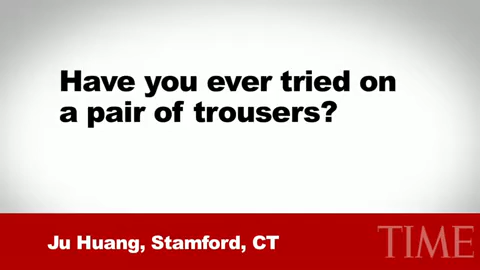 Have you ever tried on
a pair of trousers?
Ju Huang, Stamford, CT
TIME